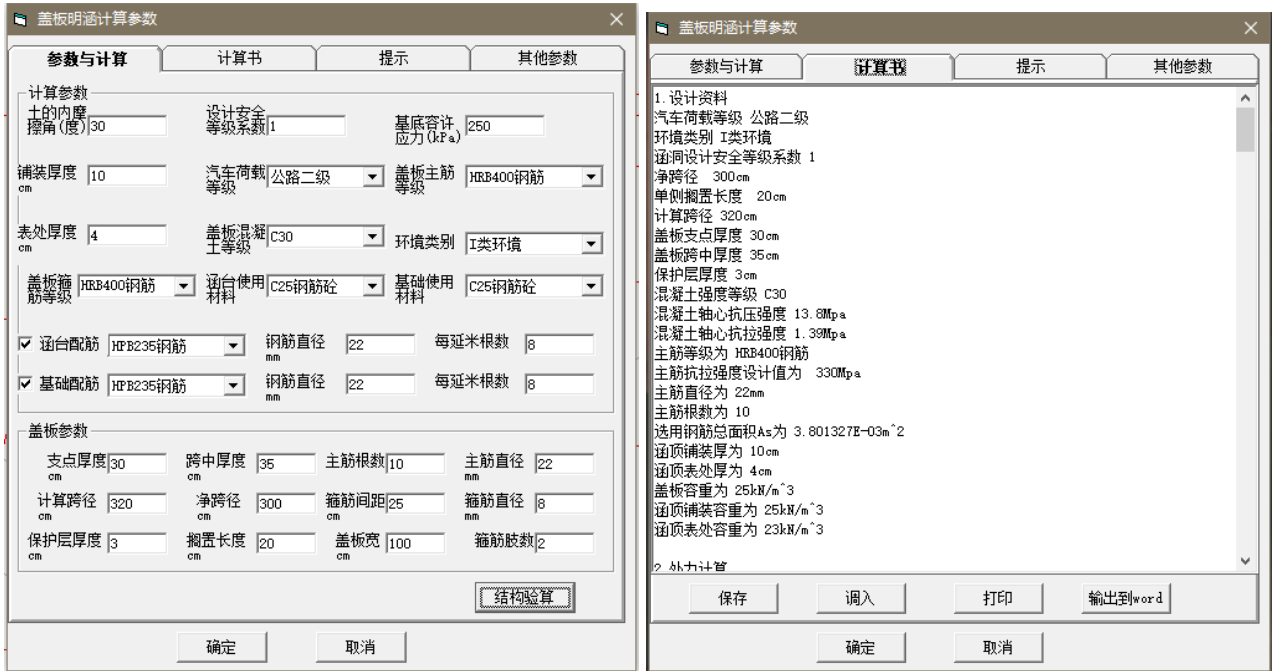 盖板明涵计算参数
参数与计算 计算书 提示 其他参数
计算参数
土的内摩擦角(度) 30 设计安全等级系数 1 基底容许应力(kPa) 250
铺装厚度 cm 10 汽车荷载等级 公路二级 盖板主筋等级 HRB400钢筋
表处厚度 cm 4 盖板混凝土等级 C30 环境类别 I类环境
盖板箍筋等级 HRB400钢筋 涵台使用材料 C25钢筋砼 基础使用材料 C25钢筋砼
涵台配筋 HPB235钢筋 钢筋直径 mm 22 每延米根数 8
基础配筋 HPB235钢筋 钢筋直径 mm 22 每延米根数 8
盖板参数
支点厚度 cm 30 跨中厚度 cm 35 主筋根数 10 主筋直径 mm 22
计算跨径 cm 320 净跨径 cm 300 箍筋间距 cm 25 箍筋直径 mm 8
保护层厚度 cm 3 搁置长度 cm 20 盖板宽 cm 100 箍筋肢数 2
结构验算
确定 取消
盖板明涵计算参数
参数与计算 计算书 提示 其他参数
1.设计资料
汽车荷载等级 公路二级
环境类别 I类环境
涵洞设计安全等级系数 1
净跨径 300cm
单侧搁置长度 20cm
计算跨径 320cm
盖板支点厚度 30cm
盖板跨中厚度 35cm
保护层厚度 3cm
混凝土强度等级 C30
混凝土轴心抗压强度 13.8Mpa
混凝土轴心抗拉强度 1.39Mpa
主筋等级为 HRB400钢筋
主筋抗拉强度设计值为 330Mpa
主筋直径为 22mm
主筋根数为 10
选用钢筋总面积As为 3.801327E-03m^2
涵顶铺装厚为 10cm
涵顶表处厚为 4cm
盖板容重为 25kN/m^3
涵顶铺装容重为 25kN/m^3
涵顶表处容重为 23kN/m^3
2.外力计算
保存 调入 打印 输出到word
确定 取消